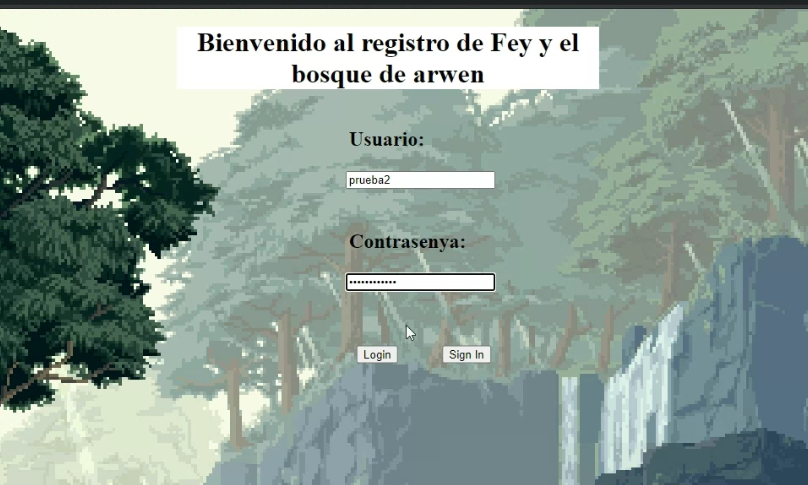 Bienvenido al registro de Fey y el
bosque de arwen
Usuario:
prueba2
Contrasenya:
••••••••••••
Login Sign In